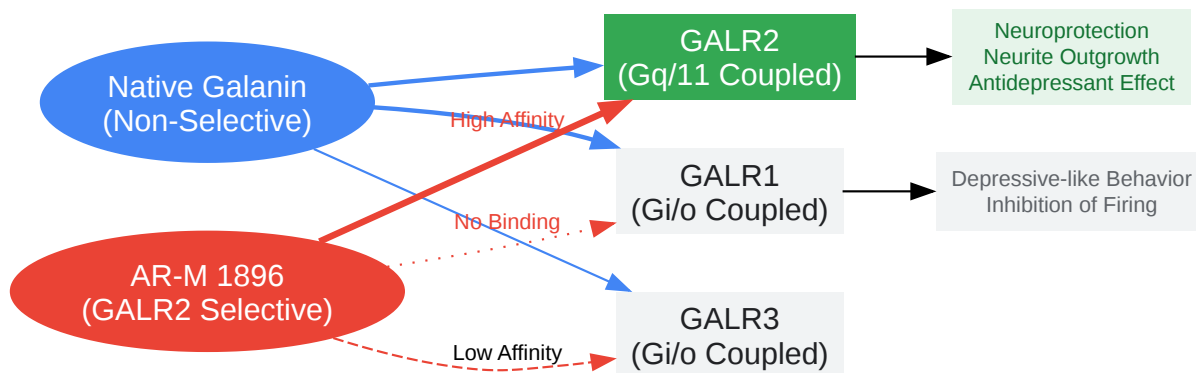 Native Galanin
(Non-Selective)
AR-M 1896
(GALR2 Selective)
High Affinity
No Binding
Low Affinity
GALR2
(Gq/11 Coupled)
GALR1
(Gi/o Coupled)
GALR3
(Gi/o Coupled)
Neuroprotection
Neurite Outgrowth
Antidepressant Effect
Depressive-like Behavior
Inhibition of Firing